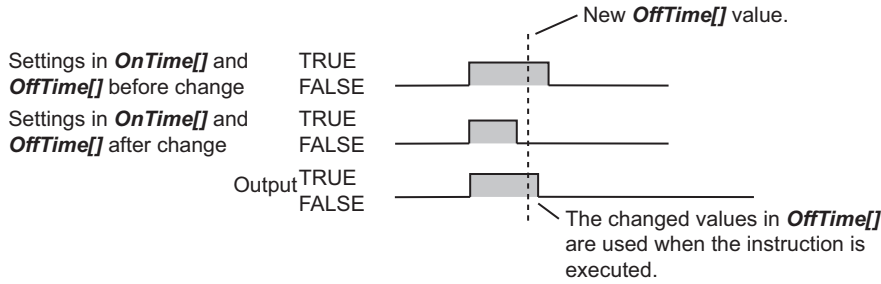 New OffTime[] value.
Settings in OnTime[] and
OffTime[] before change
TRUE
FALSE
Settings in OnTime[] and
OffTime[] after change
TRUE
FALSE
Output
TRUE
FALSE
The changed values in OffTime[]
are used when the instruction is
executed.